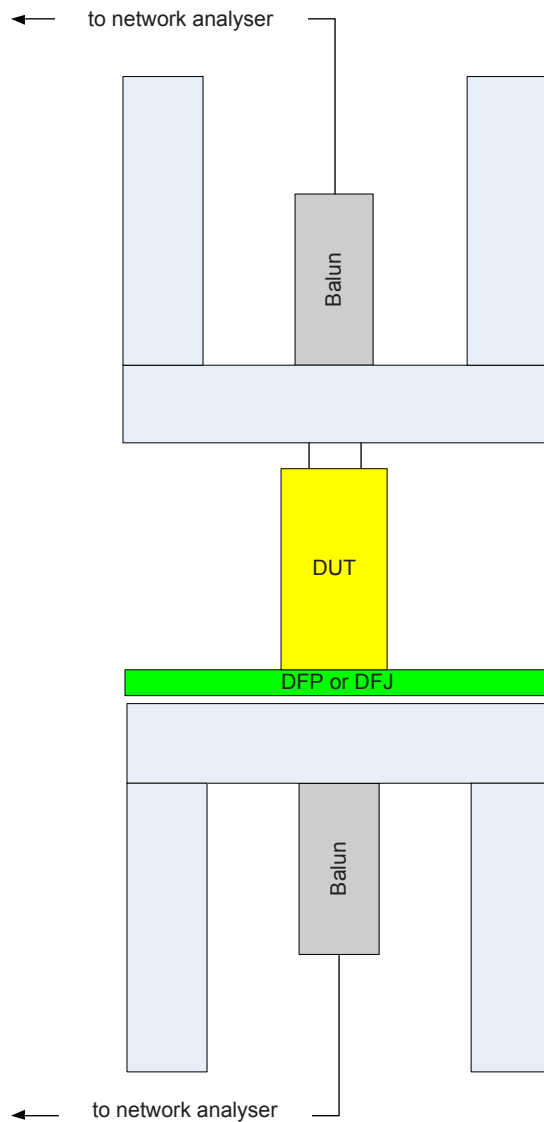 to network analyser
Balun
DUT
DFP or DFJ
Balun
to network analyser